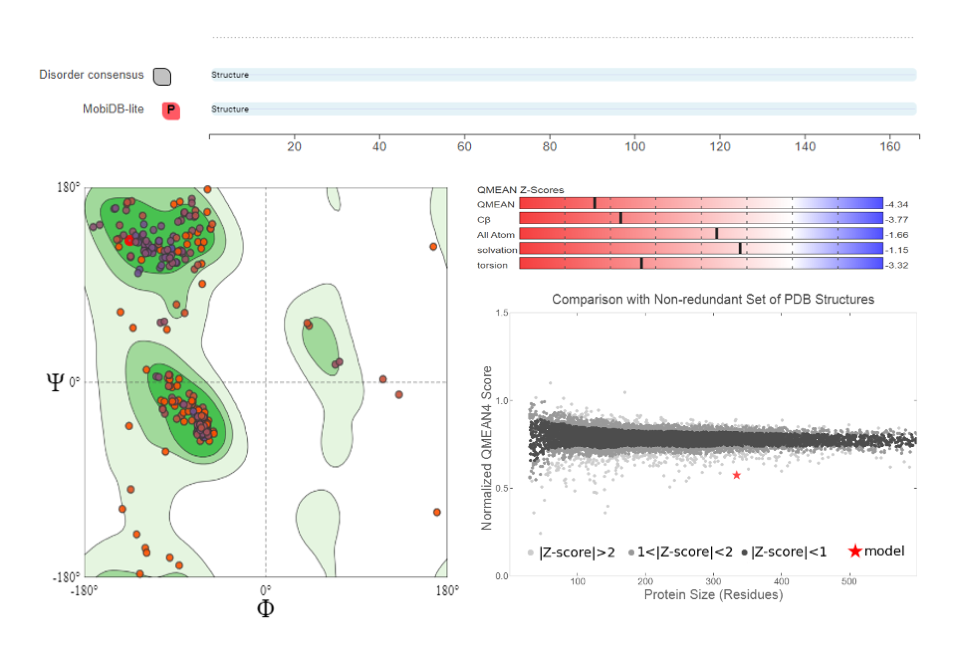 Disorder consensus
Structure
MobiDB-lite
P
Structure
20 40 60 80 100 120 140 160
180°
Ψ
0°
-180°
-180° 0° 180°
Φ
QMEAN Z-Scores
QMEAN -4.34
Cβ -3.77
All Atom -1.66
solvation -1.15
torsion -3.32
Comparison with Non-redundant Set of PDB Structures
Normalized QMEAN4 Score
1.5
1.0
0.5
0.0
|Z-score|>2 1<|Z-score|<2 |Z-score|<1 model
100 200 300 400 500
Protein Size (Residues)